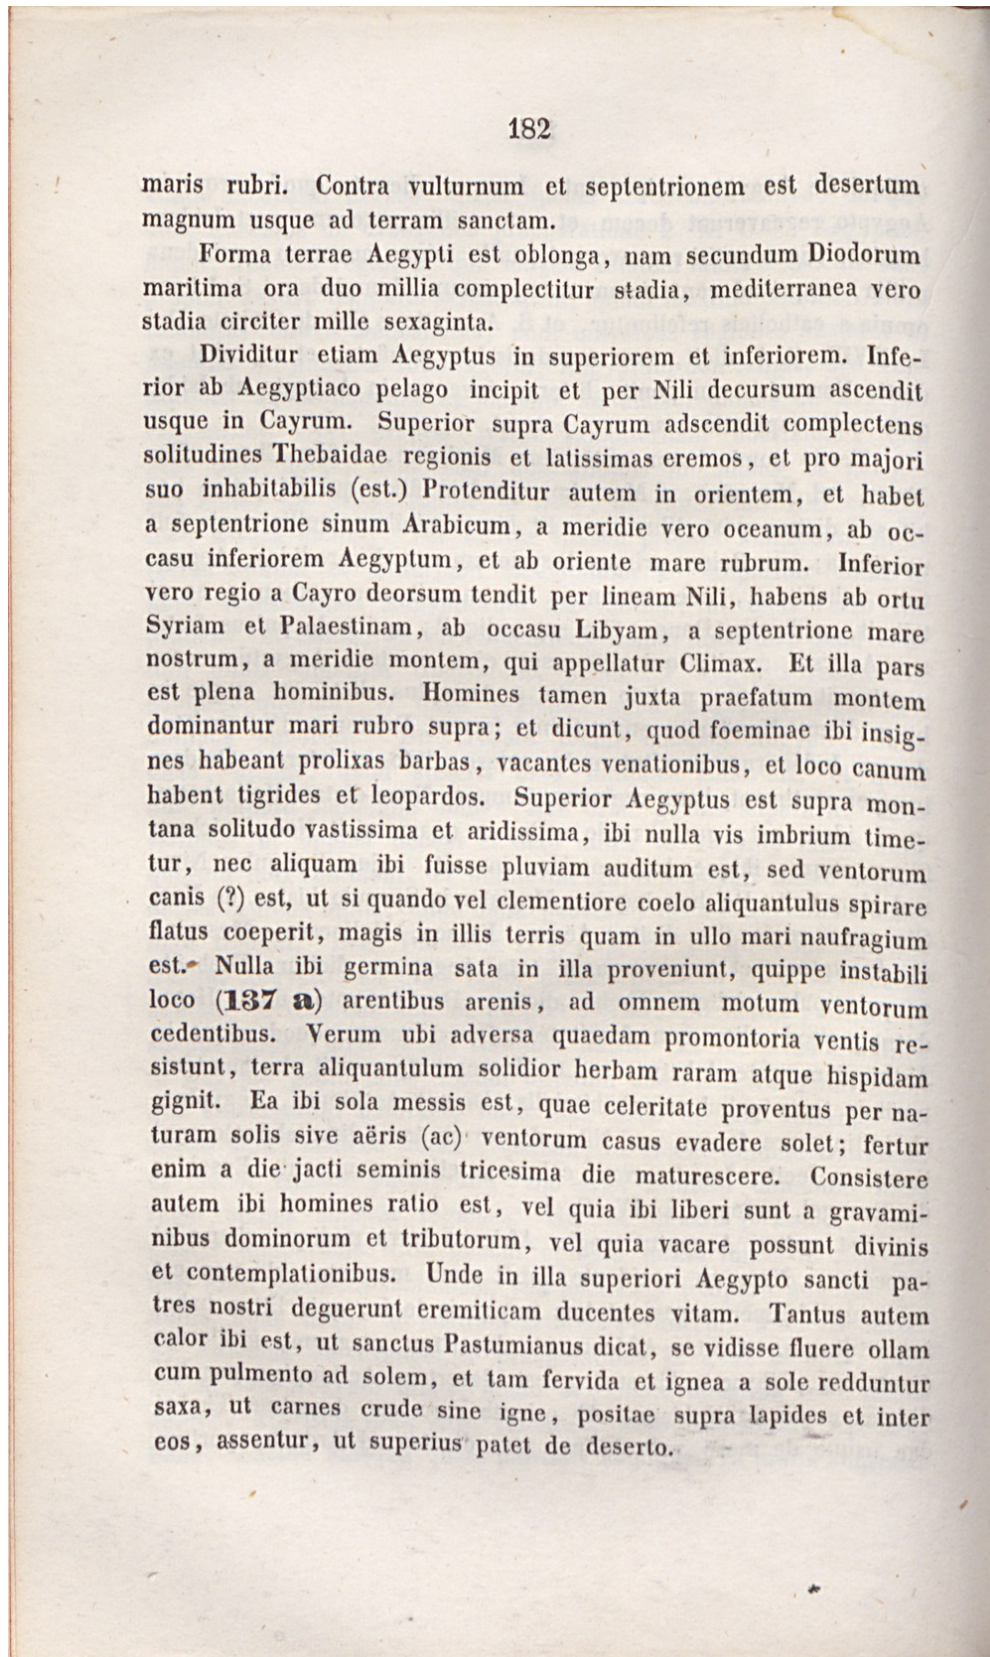 182
maris rubri. Contra vulturnum et septentrionem est desertum
magnum usque ad terram sanctam.
Forma terrae Aegypti est oblonga, nam secundum Diodorum
maritima ora duo millia complectitur stadia, mediterranea vero
stadia circiter mille sexaginta.
Dividitur etiam Aegyptus in superiorem et inferiorem. Infe-
rior ab Aegyptiaco pelago incipit et per Nili decursum ascendit
usque in Cayrum. Superior supra Cayrum adscendit complectens
solitudines Thebaidae regionis et latissimas eremos, et pro majori
suo inhabitabilis (est.) Protenditur autem in orientem, et habet
a septentrione sinum Arabicum, a meridie vero oceanum, ab oc-
casu inferiorem Aegyptum, et ab oriente mare rubrum. Inferior
vero regio a Cayro deorsum tendit per lineam Nili, habens ab ortu
Syriam et Palaestinam, ab occasu Libyam, a septentrione mare
nostrum, a meridie montem, qui appellatur Climax. Et illa pars
est plena hominibus. Homines tamen juxta praefatum montem
dominantur mari rubro supra; et dicunt, quod foeminae ibi insig-
nes habeant prolixas barbas, vacantes venationibus, et loco canum
habent tigrides et leopardos. Superior Aegyptus est supra mon-
tana solitudo vastissima et aridissima, ibi nulla vis imbrium time-
tur, nec aliquam ibi fuisse pluviam auditum est, sed ventorum
canis (?) est, ut si quando vel clementiore coelo aliquantulus spirare
flatus coeperit, magis in illis terris quam in ullo mari naufragium
est. Nulla ibi germina sata in illa proveniunt, quippe instabili
loco (137 a) arentibus arenis, ad omnem motum ventorum
cedentibus. Verum ubi adversa quaedam promontoria ventis re-
sistunt, terra aliquantulum solidior herbam raram atque hispidam
gignit. Ea ibi sola messis est, quae celeritate proventus per na-
turam solis sive aëris (ac) ventorum casus evadere solet; fertur
enim a die jacti seminis tricesima die maturescere. Consistere
autem ibi homines ratio est, vel quia ibi liberi sunt a gravami-
nibus dominorum et tributorum, vel quia vacare possunt divinis
et contemplationibus. Unde in illa superiori Aegypto sancti pa-
tres nostri deguerunt eremiticam ducentes vitam. Tantus autem
calor ibi est, ut sanctus Pastumianus dicat, se vidisse fluere ollam
cum pulmento ad solem, et tam fervida et ignea a sole redduntur
saxa, ut carnes crude sine igne, positae supra lapides et inter
eos, assentur, ut superius patet de deserto.